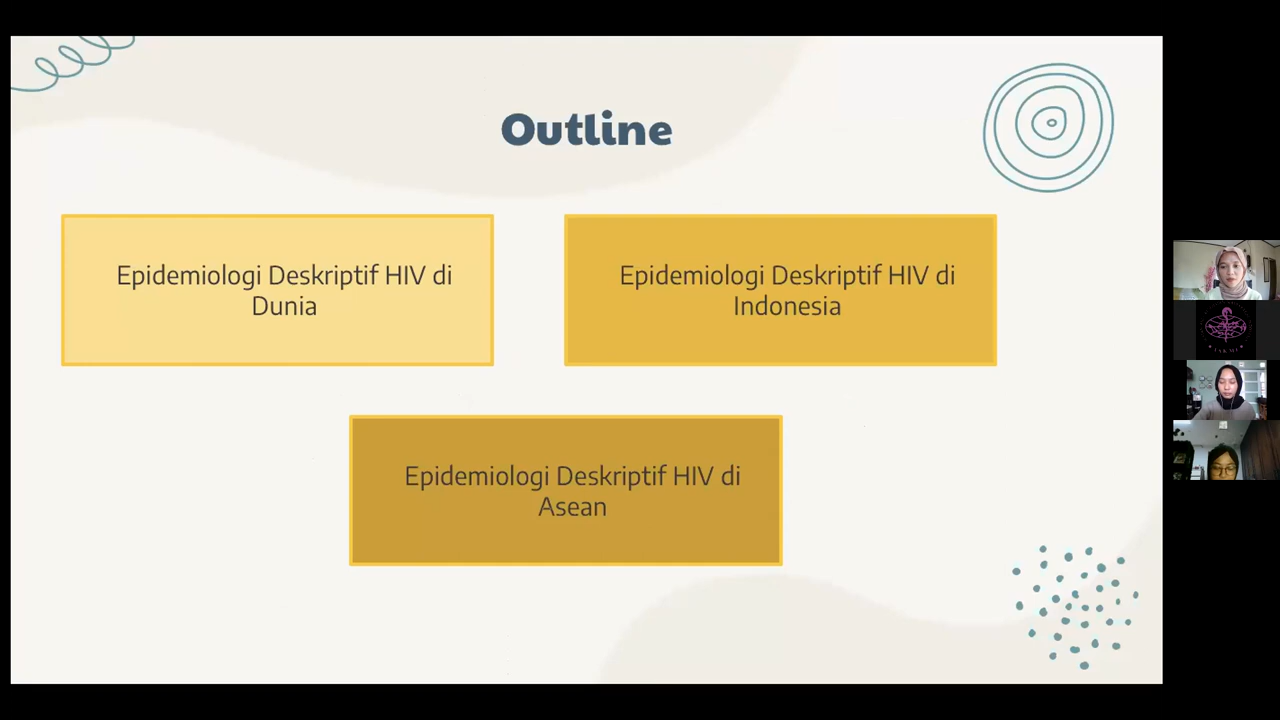 Outline
Epidemiologi Deskriptif HIV di
Dunia
Epidemiologi Deskriptif HIV di
Indonesia
Epidemiologi Deskriptif HIV di
Asean